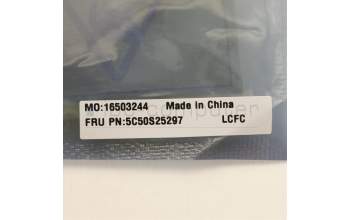 MO:16503244 Made in China
FRU PN:5C50S25297 LCFC